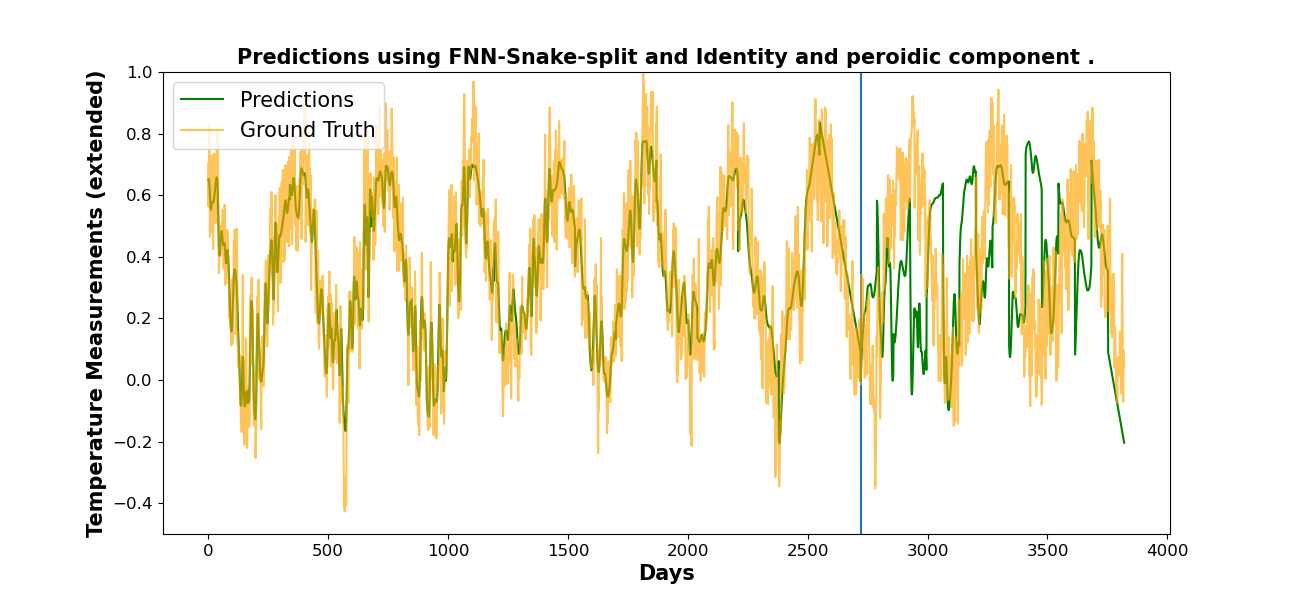 Predictions using FNN-Snake-split and Identity and peroidic component .
Temperature Measurements (extended)
1.0
0.8
0.6
0.4
0.2
0.0
−0.2
−0.4
Predictions
Ground Truth
0 500 1000 1500 2000 2500 3000 3500 4000
Days